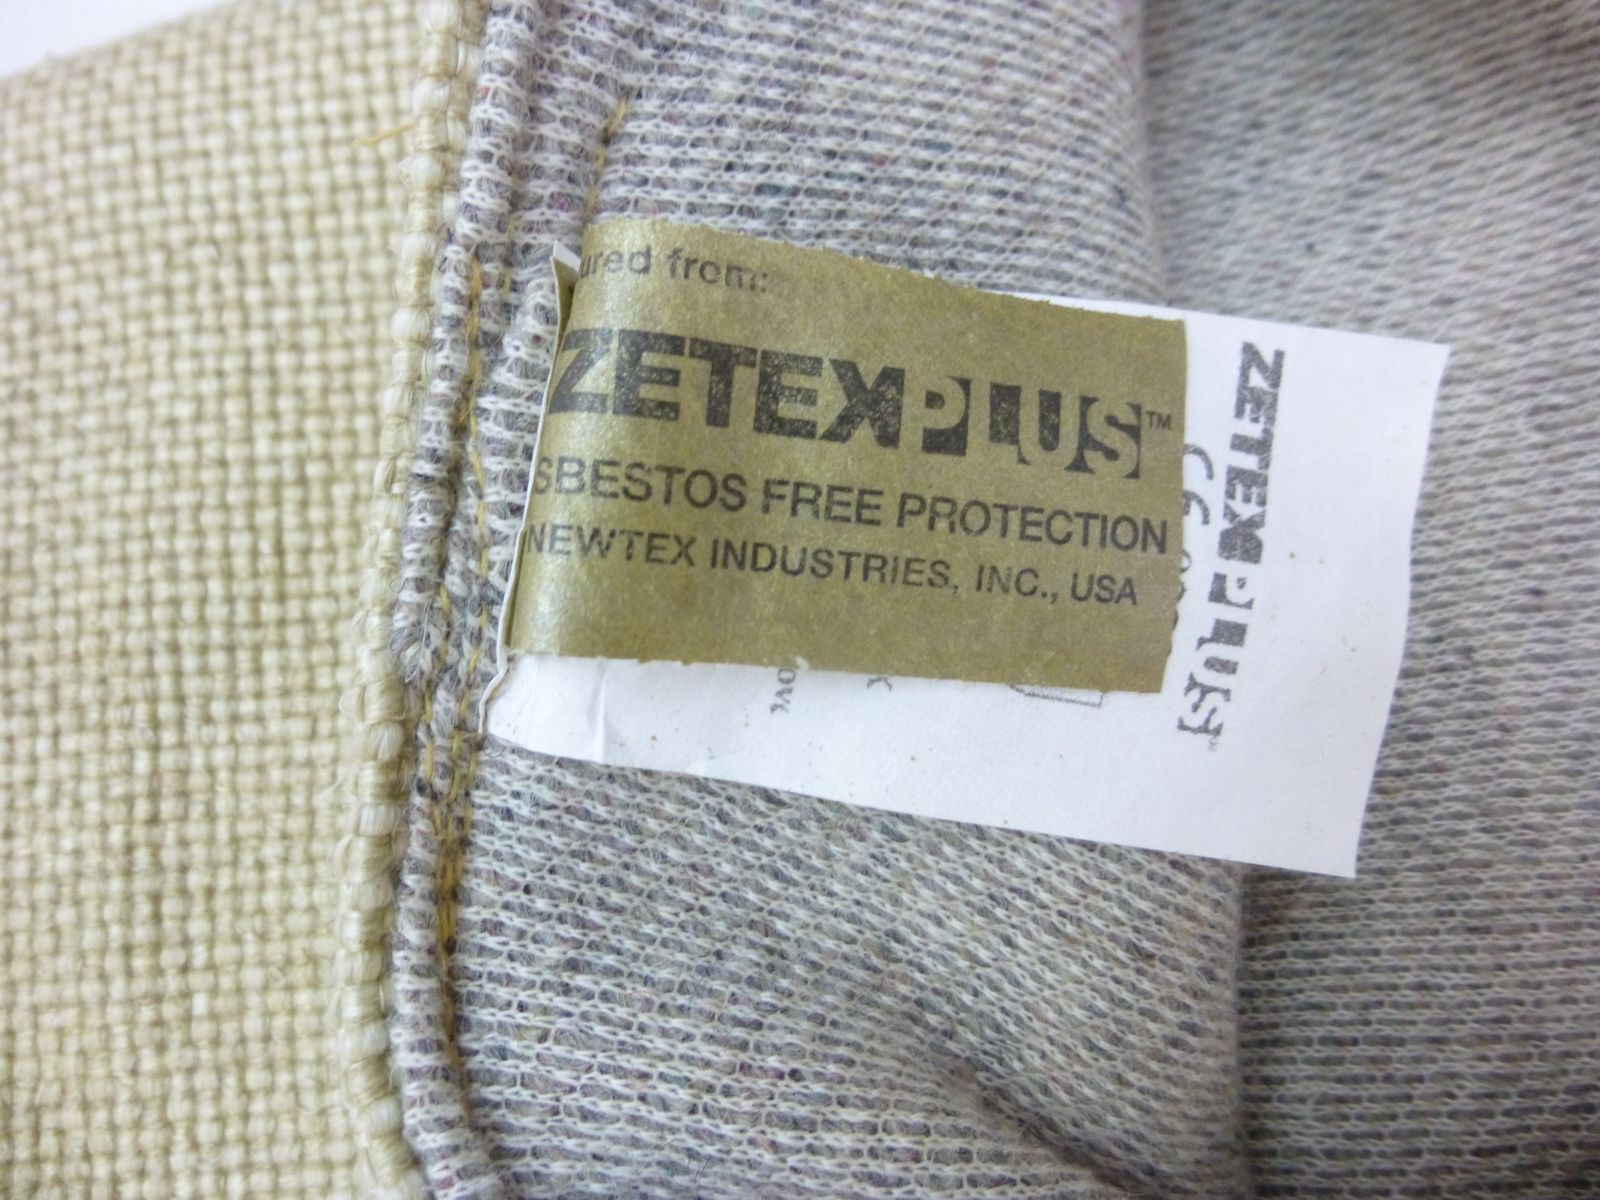 ured from:
ZETEXPLUS™
SBESTOS FREE PROTECTION
NEWTEX INDUSTRIES, INC., USA
ZETEXPLUS